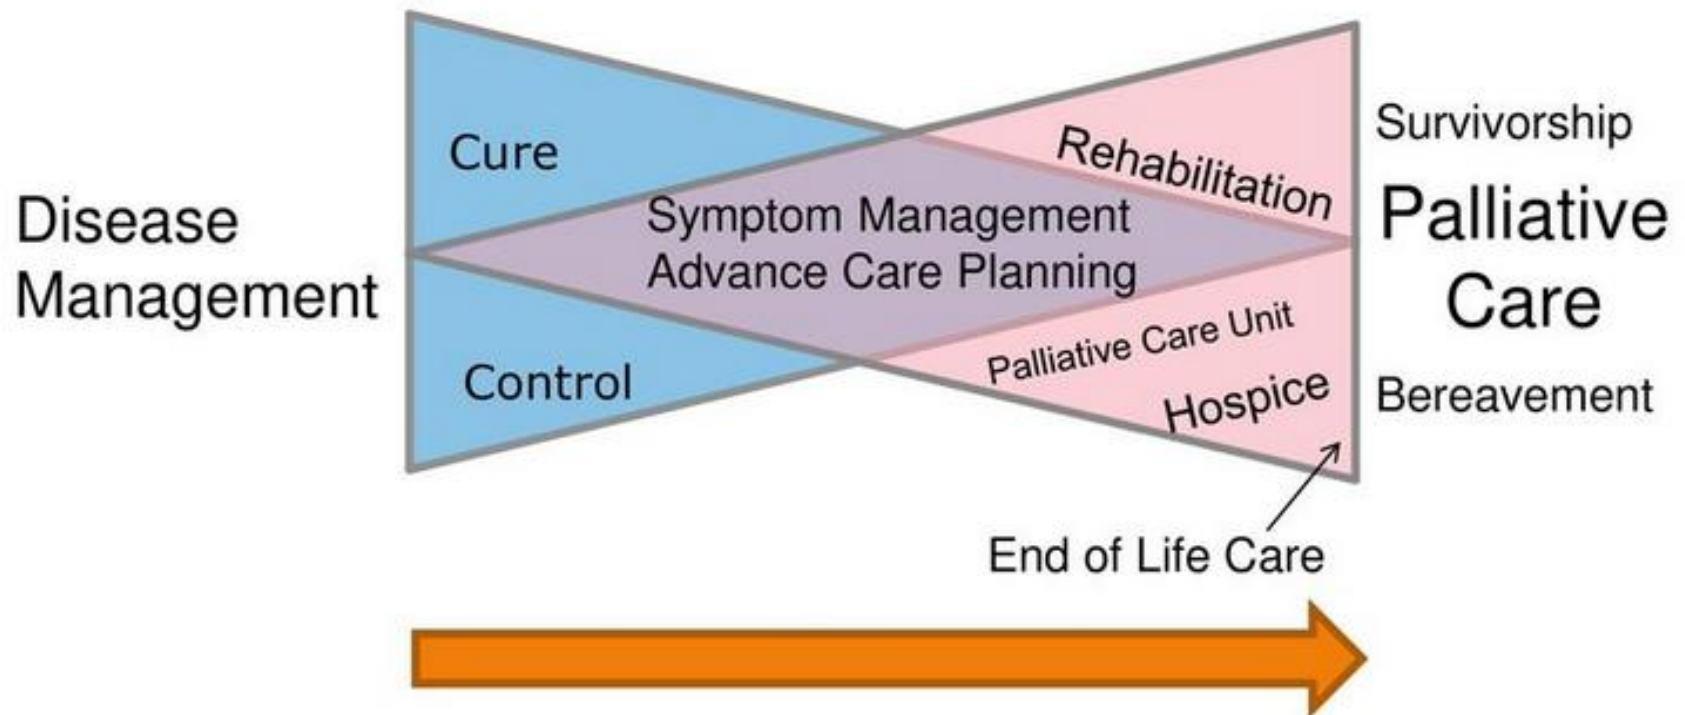 Disease
Management
Cure
Control
Symptom Management
Advance Care Planning
Rehabilitation
Palliative Care Unit
Hospice
End of Life Care
Survivorship
Palliative
Care
Bereavement